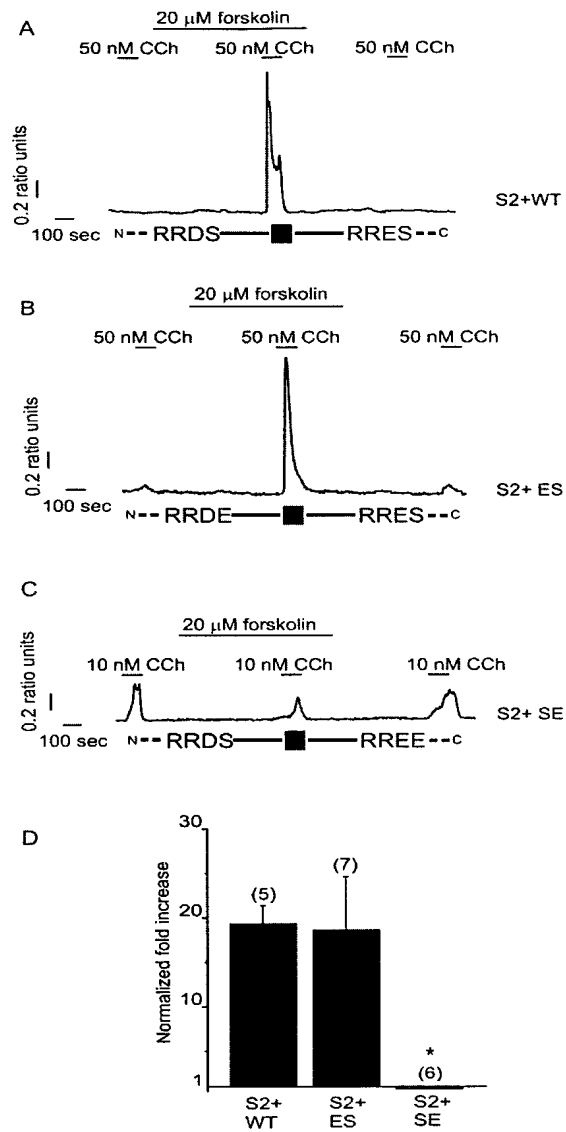 A
20 μM forskolin
50 nM CCh 50 nM CCh 50 nM CCh
0.2 ratio units
100 sec
S2+WT
N RRDS RRES C
B
20 μM forskolin
50 nM CCh 50 nM CCh 50 nM CCh
0.2 ratio units
100 sec
S2+ ES
N RRDE RRES C
C
20 μM forskolin
10 nM CCh 10 nM CCh 10 nM CCh
0.2 ratio units
100 sec
S2+ SE
N RRDS RREE C
D
Normalized fold increase
30
20
10
1
(5)
(7)
*
(6)
S2+ WT
S2+ ES
S2+ SE